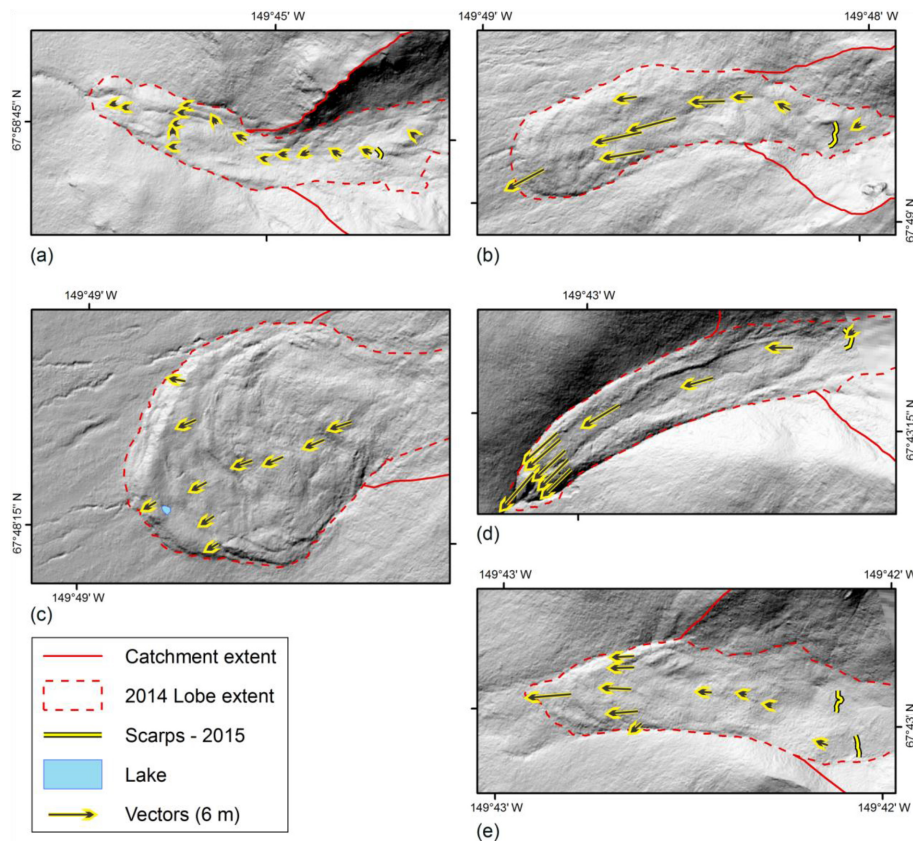 149°45' W
67°58'45" N
(a)
149°49' W 149°48' W
67°49' N
(b)
149°49' W
67°48'15" N
149°49' W
(c)
149°43' W
67°43'15" N
(d)
149°43' W 149°42' W
67°43' N
149°43' W 149°42' W
(e)
Catchment extent
2014 Lobe extent
Scarps - 2015
Lake
Vectors (6 m)